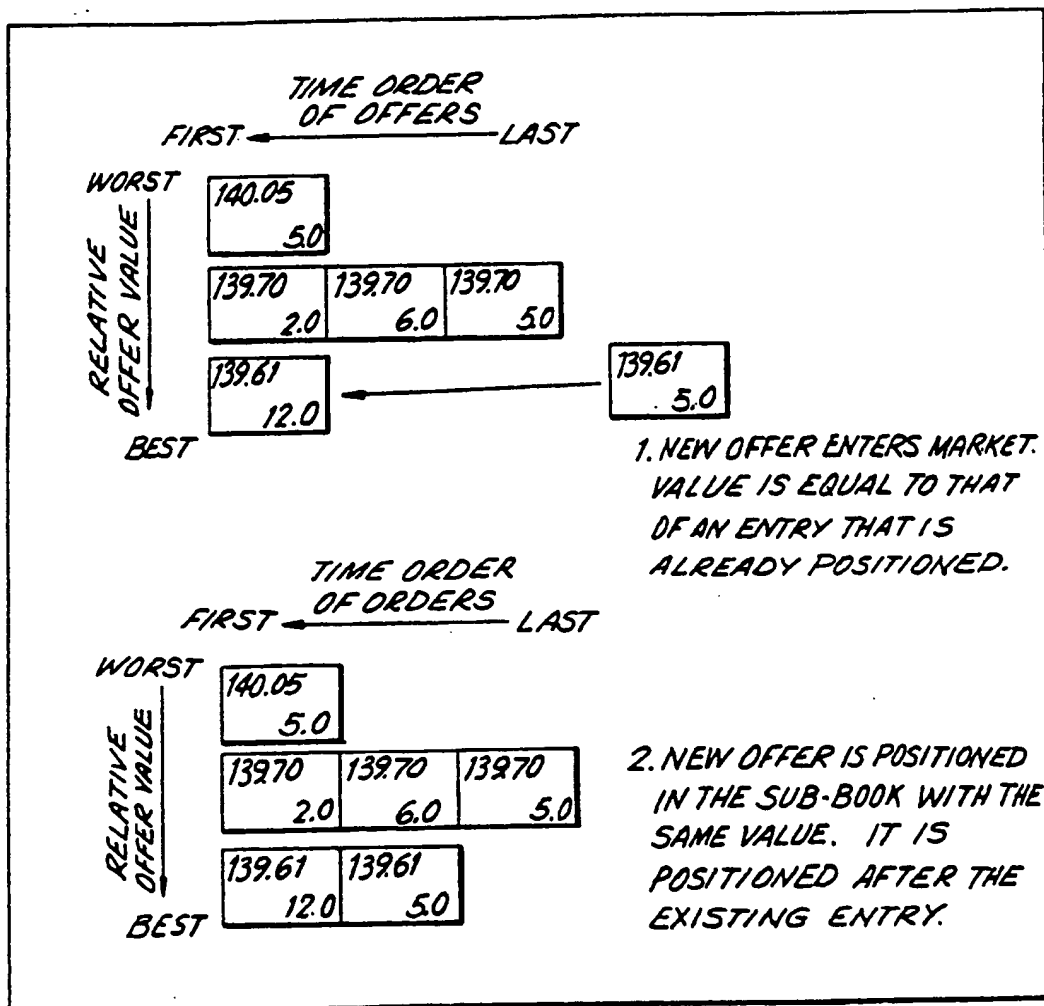 TIME ORDER
OF OFFERS
FIRST LAST
WORST
RELATIVE
OFFER VALUE
BEST
140.05
5.0
139.70 139.70 139.70
2.0 6.0 5.0
139.61
12.0
139.61
5.0
1. NEW OFFER ENTERS MARKET.
VALUE IS EQUAL TO THAT
OF AN ENTRY THAT IS
ALREADY POSITIONED.
TIME ORDER
OF ORDERS
FIRST LAST
WORST
RELATIVE
OFFER VALUE
BEST
140.05
5.0
139.70 139.70 139.70
2.0 6.0 5.0
139.61 139.61
12.0 5.0
2. NEW OFFER IS POSITIONED
IN THE SUB-BOOK WITH THE
SAME VALUE. IT IS
POSITIONED AFTER THE
EXISTING ENTRY.